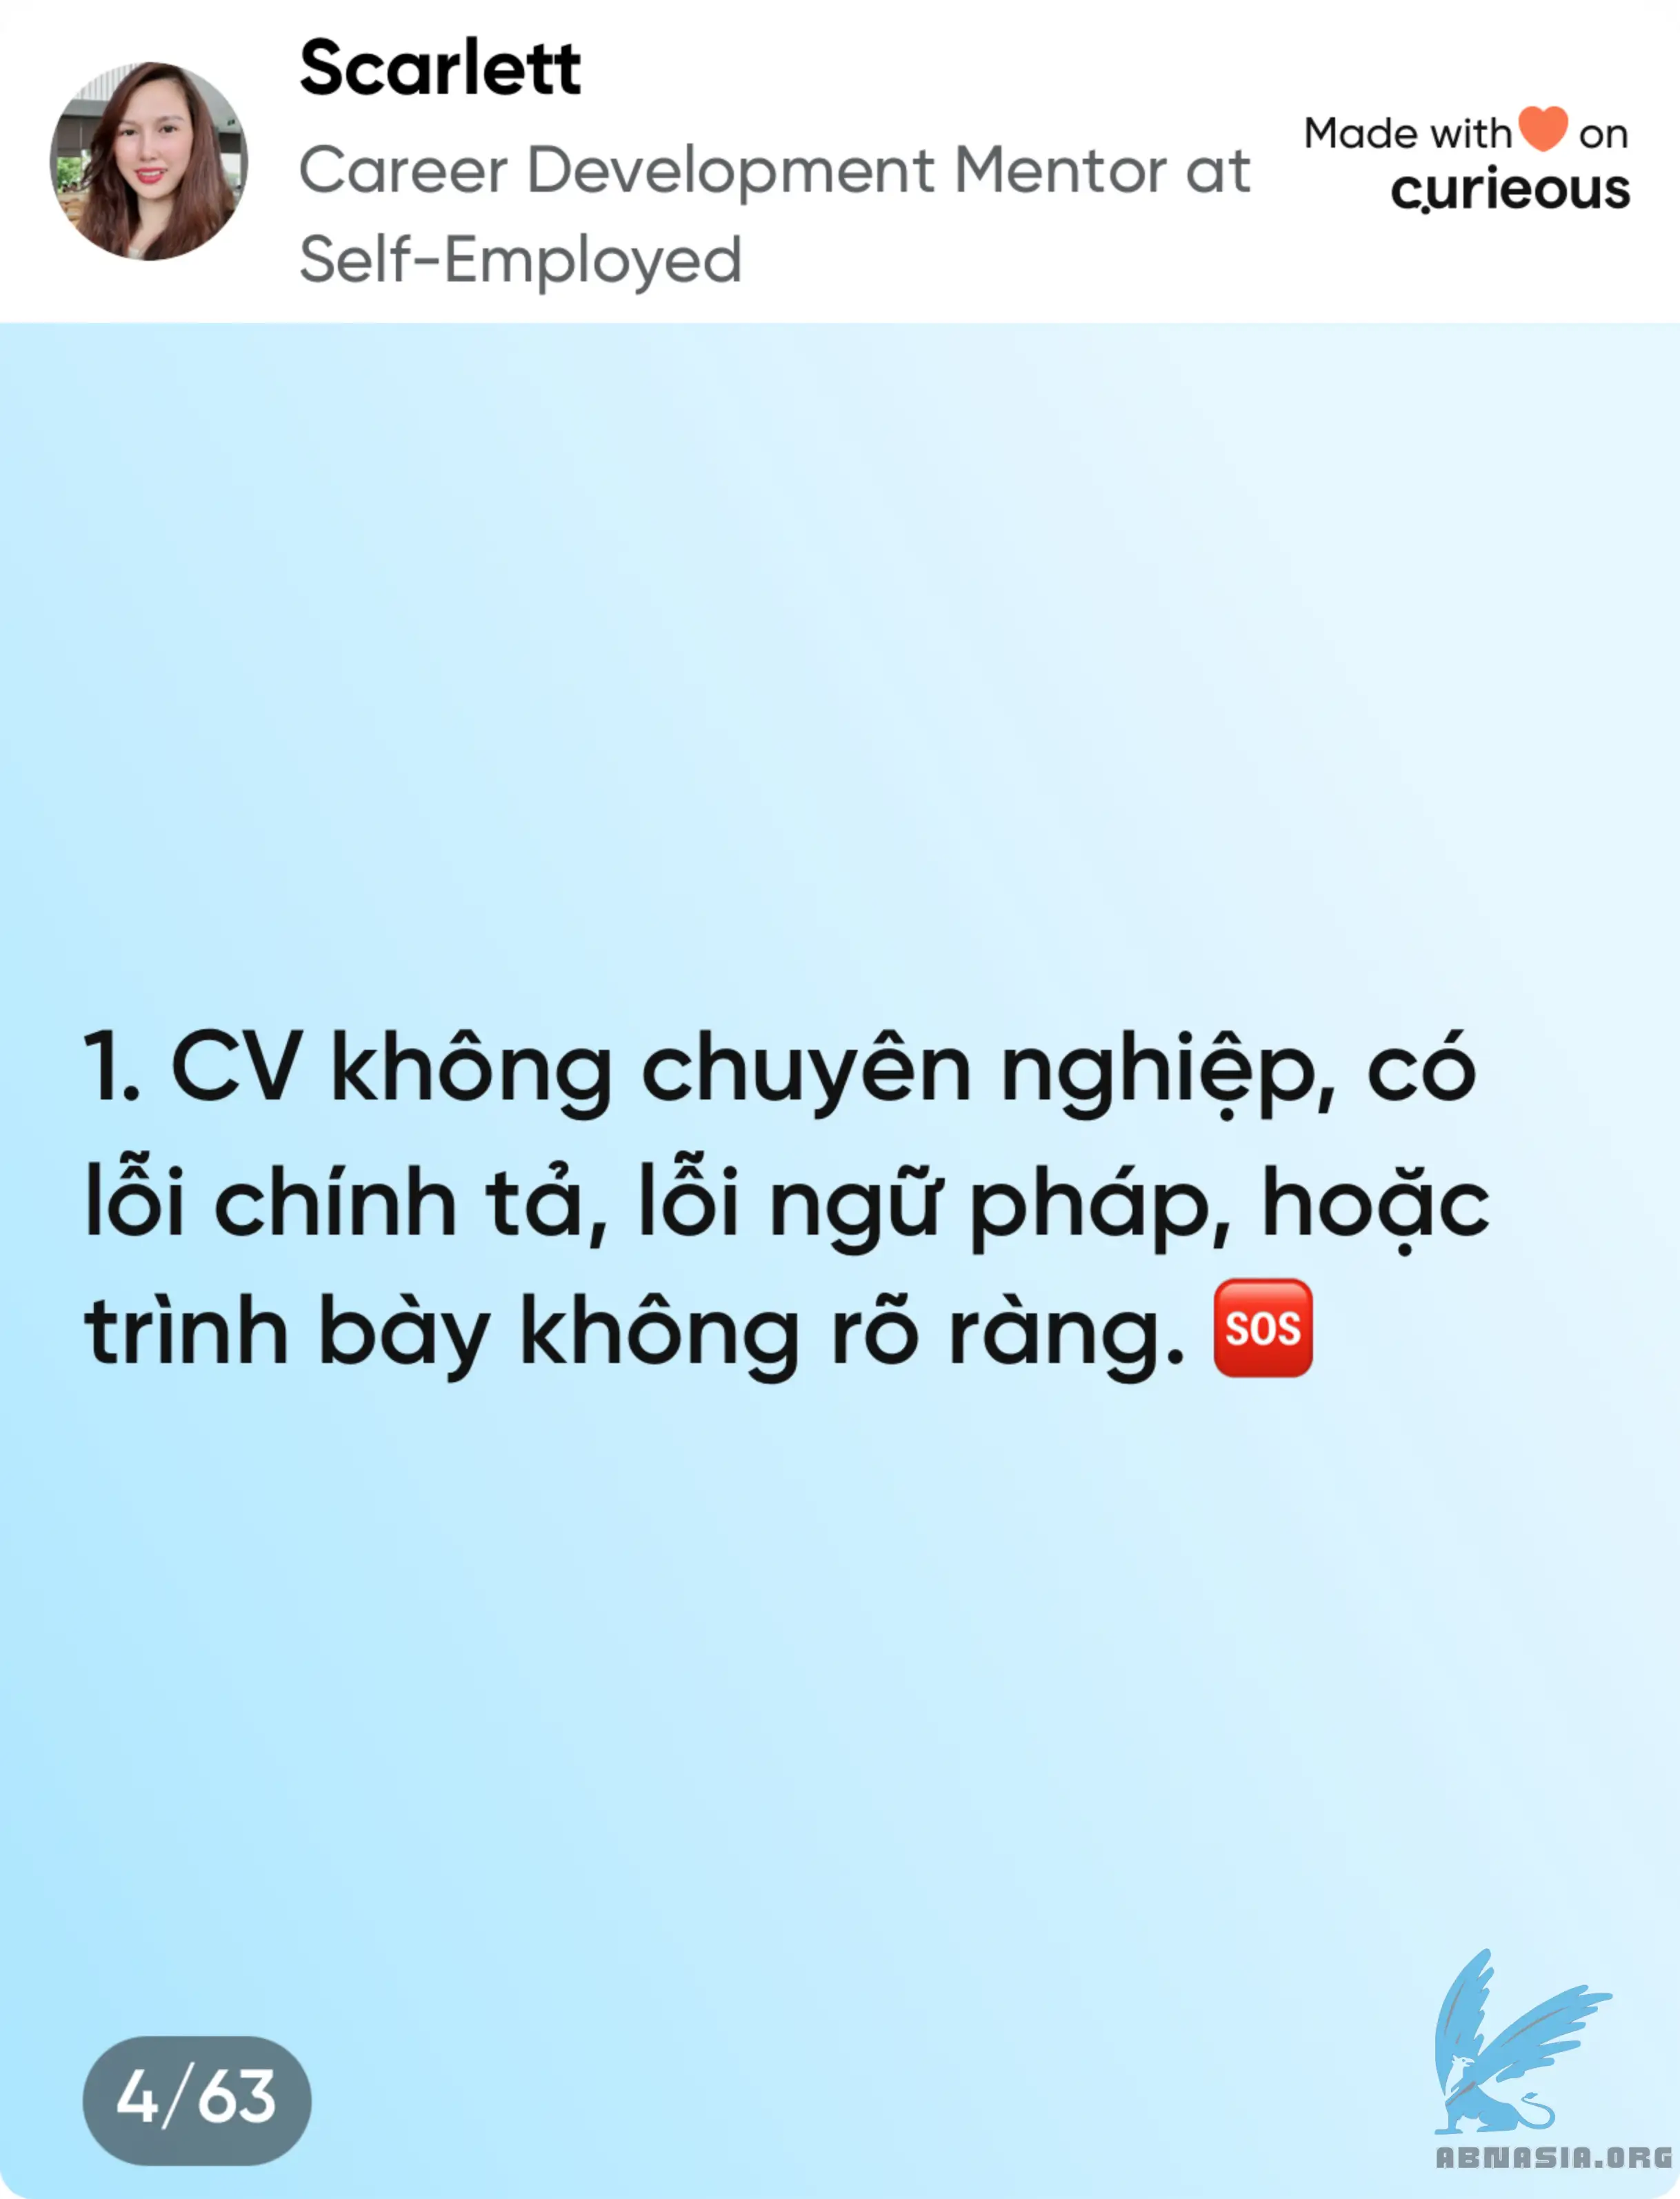 Scarlett
Career Development Mentor at
Self-Employed
Made with🧡 on
curieous
1. CV không chuyên nghiệp, có
lỗi chính tả, lỗi ngữ pháp, hoặc
trình bày không rõ ràng. 🆘
4/63
ABNASIA.ORG